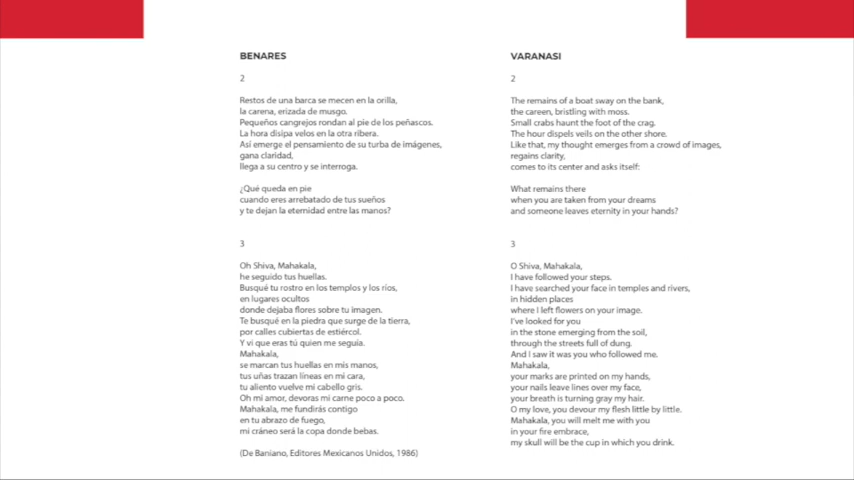 BENARES
2
Restos de una barca se mecen en la orilla,
la carena, erizada de musgo.
Pequeños cangrejos rondan al pie de los peñascos.
La hora disipa velos en la otra ribera.
Así emerge el pensamiento de su turba de imágenes,
gana claridad,
llega a su centro y se interroga.
¿Qué queda en pie
cuando eres arrebatado de tus sueños
y te dejan la eternidad entre las manos?
3
Oh Shiva, Mahakala,
he seguido tus huellas.
Busqué tu rostro en los templos y los ríos,
en lugares ocultos
donde dejaba flores sobre tu imagen.
Te busqué en la piedra que surge de la tierra,
por calles cubiertas de estiércol.
Y vi que eras tú quien me seguía.
Mahakala,
se marcan tus huellas en mis manos,
tus uñas trazan líneas en mi cara,
tu aliento vuelve mi cabello gris.
Oh mi amor, devoras mi carne poco a poco.
Mahakala, me fundirás contigo
en tu abrazo de fuego,
mi cráneo será la copa donde bebas.
(De Baniano, Editores Mexicanos Unidos, 1986)
VARANASI
2
The remains of a boat sway on the bank,
the careen, bristling with moss.
Small crabs haunt the foot of the crag.
The hour dispels veils on the other shore.
Like that, my thought emerges from a crowd of images,
regains clarity,
comes to its center and asks itself:
What remains there
when you are taken from your dreams
and someone leaves eternity in your hands?
3
O Shiva, Mahakala,
I have followed your steps.
I have searched your face in temples and rivers,
in hidden places
where I left flowers on your image.
I've looked for you
in the stone emerging from the soil,
through the streets full of dung.
And I saw it was you who followed me.
Mahakala,
your marks are printed on my hands,
your nails leave lines over my face,
your breath is turning gray my hair.
O my love, you devour my flesh little by little.
Mahakala, you will melt me with you
in your fire embrace,
my skull will be the cup in which you drink.